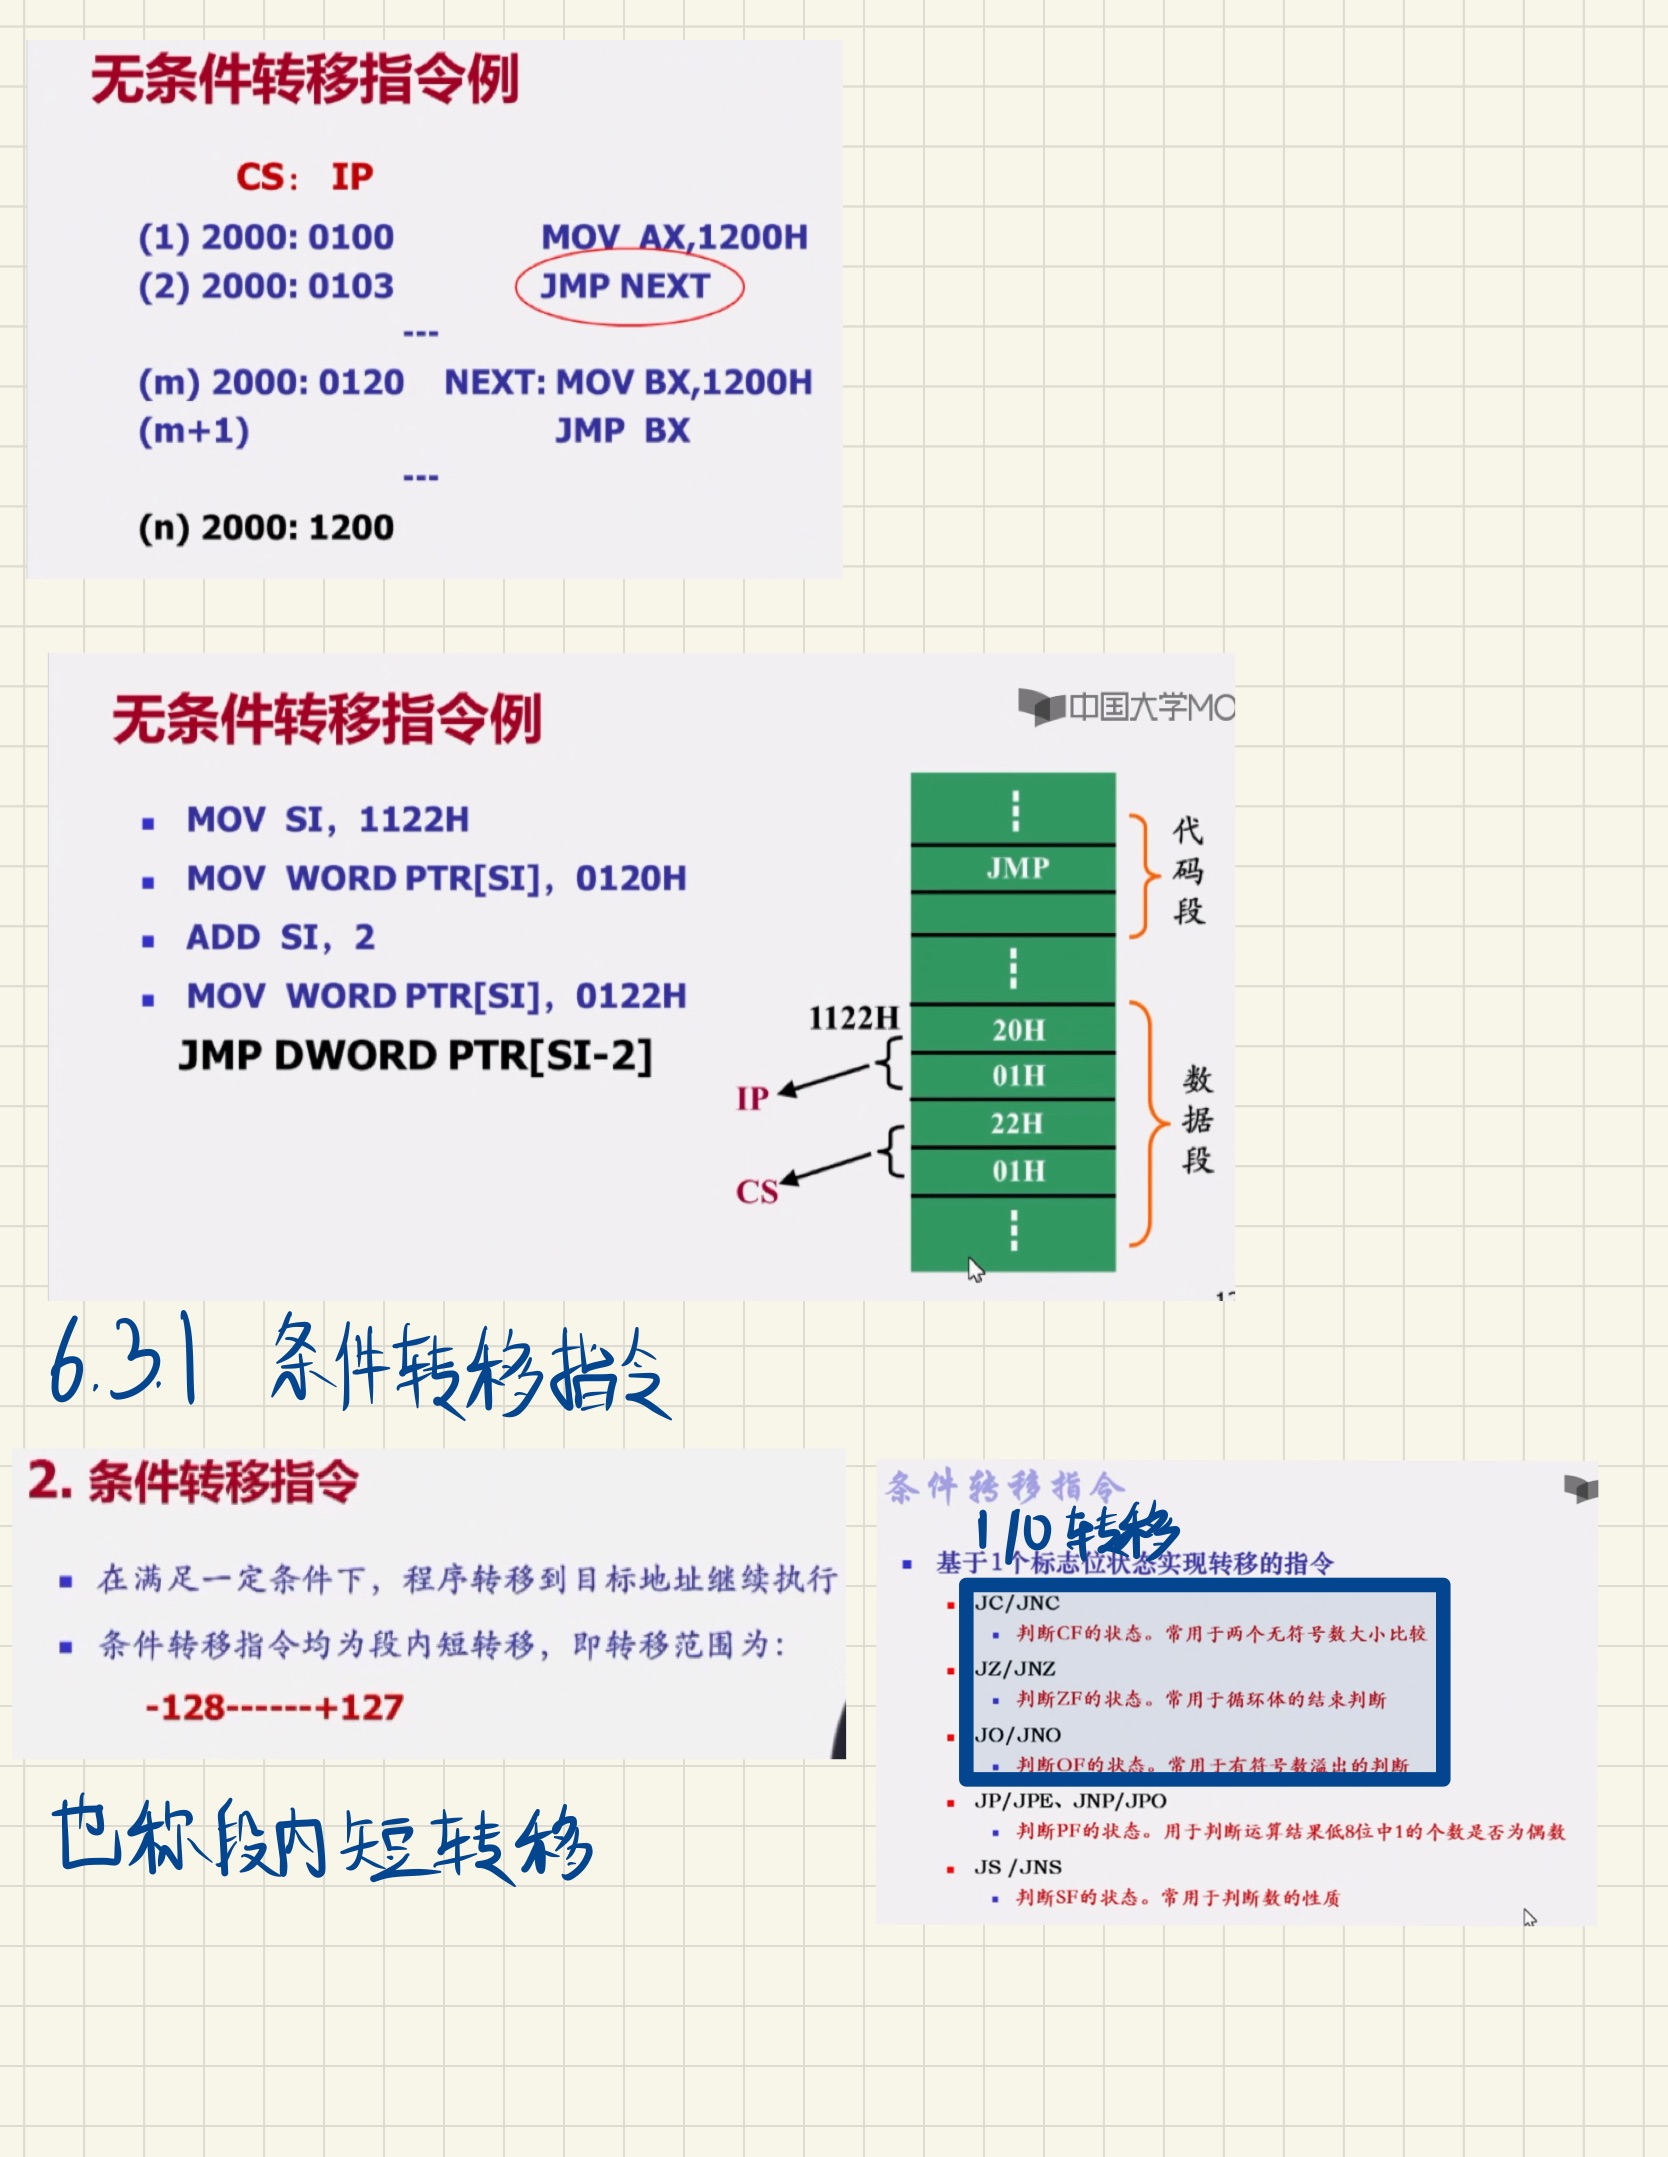 无条件转移指令例
CS： IP
(1) 2000: 0100 MOV AX,1200H
(2) 2000: 0103 JMP NEXT
---
(m) 2000: 0120 NEXT: MOV BX,1200H
(m+1) JMP BX
---
(n) 2000: 1200
无条件转移指令例
中国大学MO
MOV SI，1122H
MOV WORD PTR[SI]，0120H
ADD SI，2
MOV WORD PTR[SI]，0122H
JMP DWORD PTR[SI-2]
JMP
代码段
1122H
20H
01H
22H
01H
IP
CS
数据段
6.3.1 条件转移指令
2. 条件转移指令
在满足一定条件下，程序转移到目标地址继续执行
条件转移指令均为段内短转移，即转移范围为：
-128------+127
也称段内短转移
条件转移指令
1/0转移
基于1个标志位状态实现转移的指令
JC/JNC
判断CF的状态。常用于两个无符号数大小比较
JZ/JNZ
判断ZF的状态。常用于循环体的结束判断
JO/JNO
判断OF的状态。常用于有符号数溢出的判断
JP/JPE、JNP/JPO
判断PF的状态。用于判断运算结果低8位中1的个数是否为偶数
JS /JNS
判断SF的状态。常用于判断数的性质